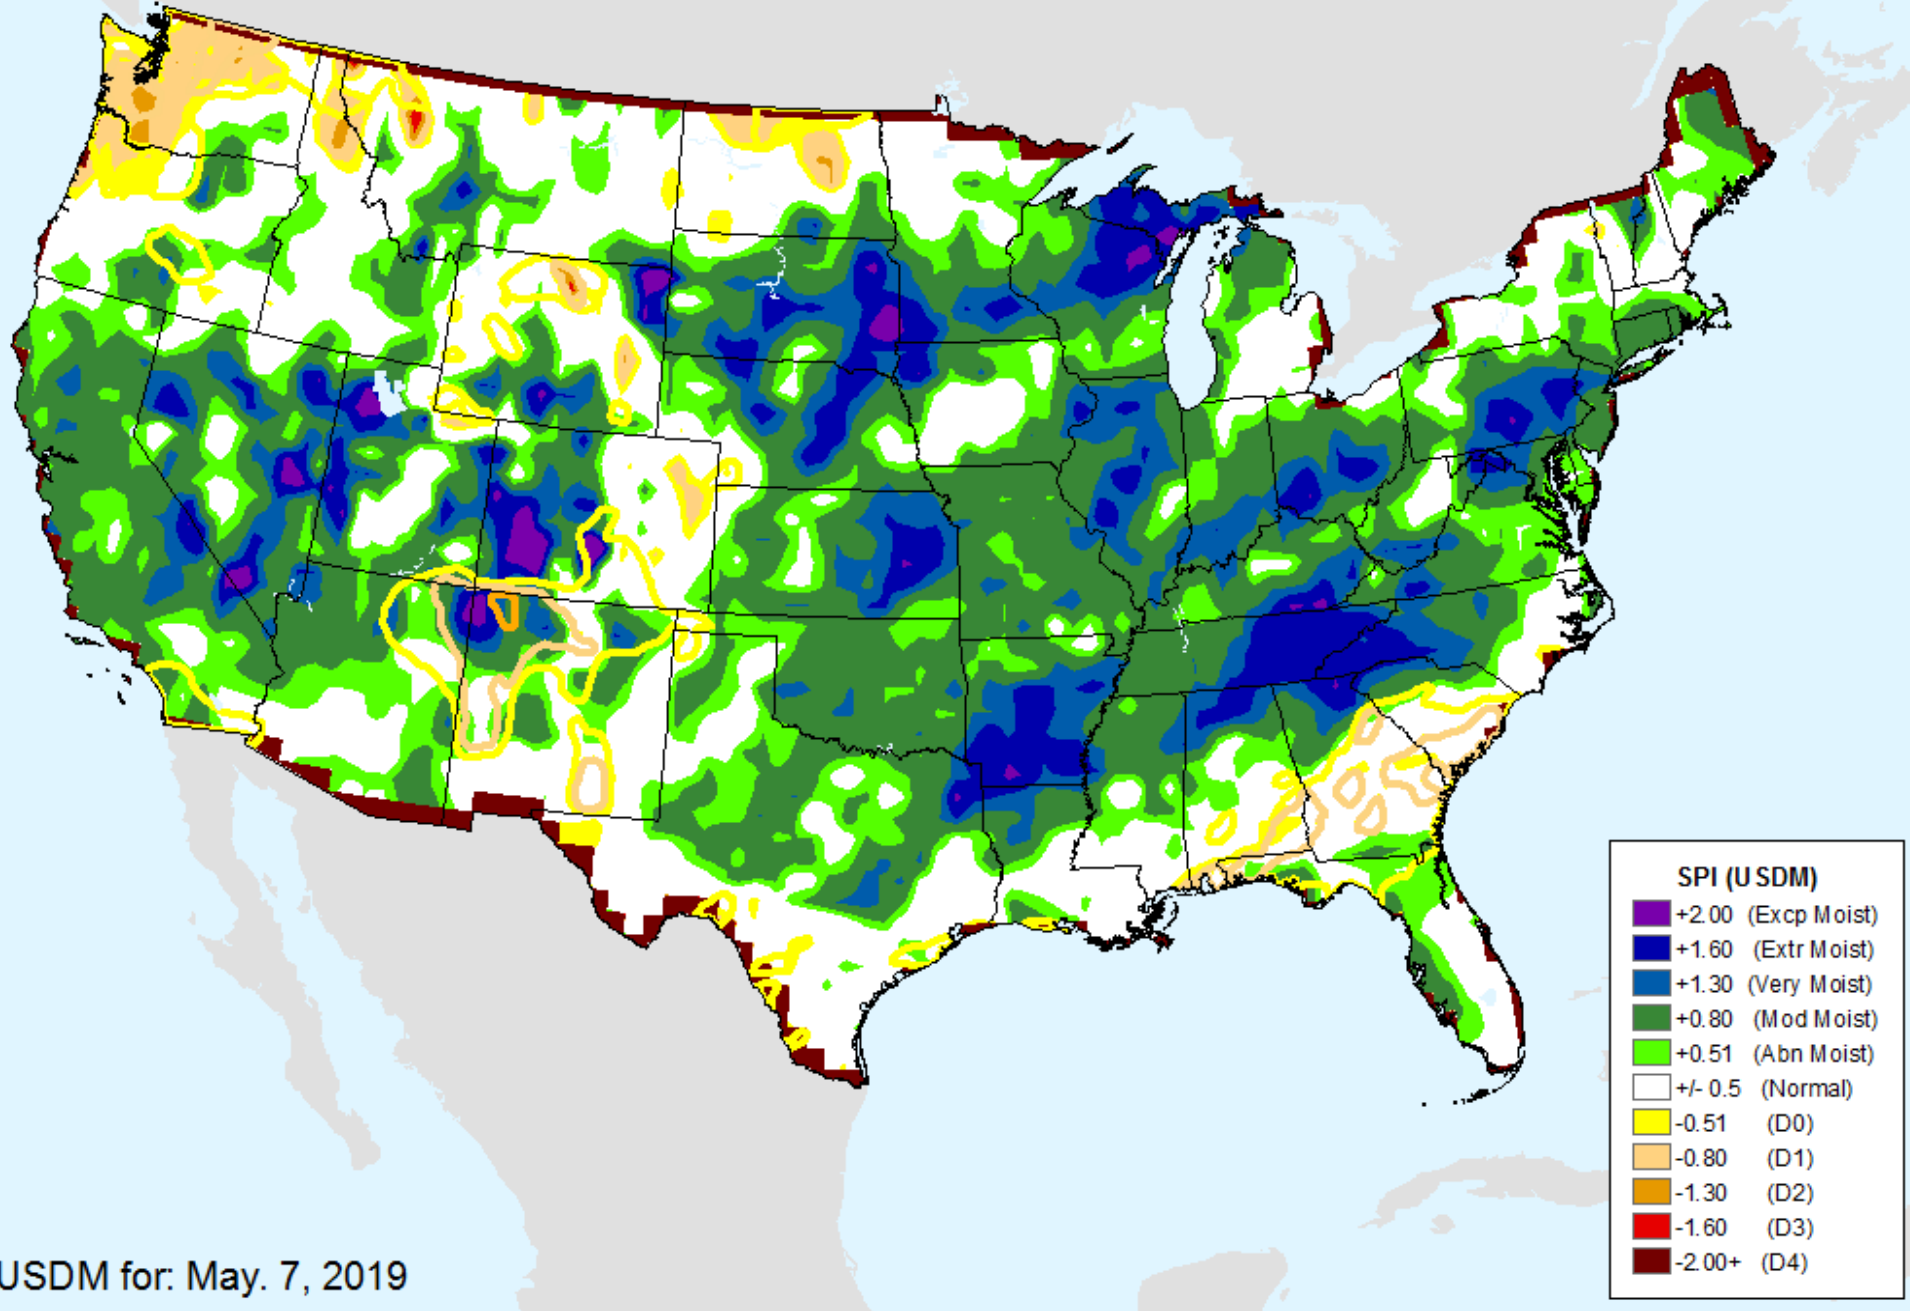 SPI (USDM)
+2.00 (Excp Moist)
+1.60 (Extr Moist)
+1.30 (Very Moist)
+0.80 (Mod Moist)
+0.51 (Abn Moist)
+/- 0.5 (Normal)
-0.51 (D0)
-0.80 (D1)
-1.30 (D2)
-1.60 (D3)
-2.00+ (D4)
USDM for: May. 7, 2019